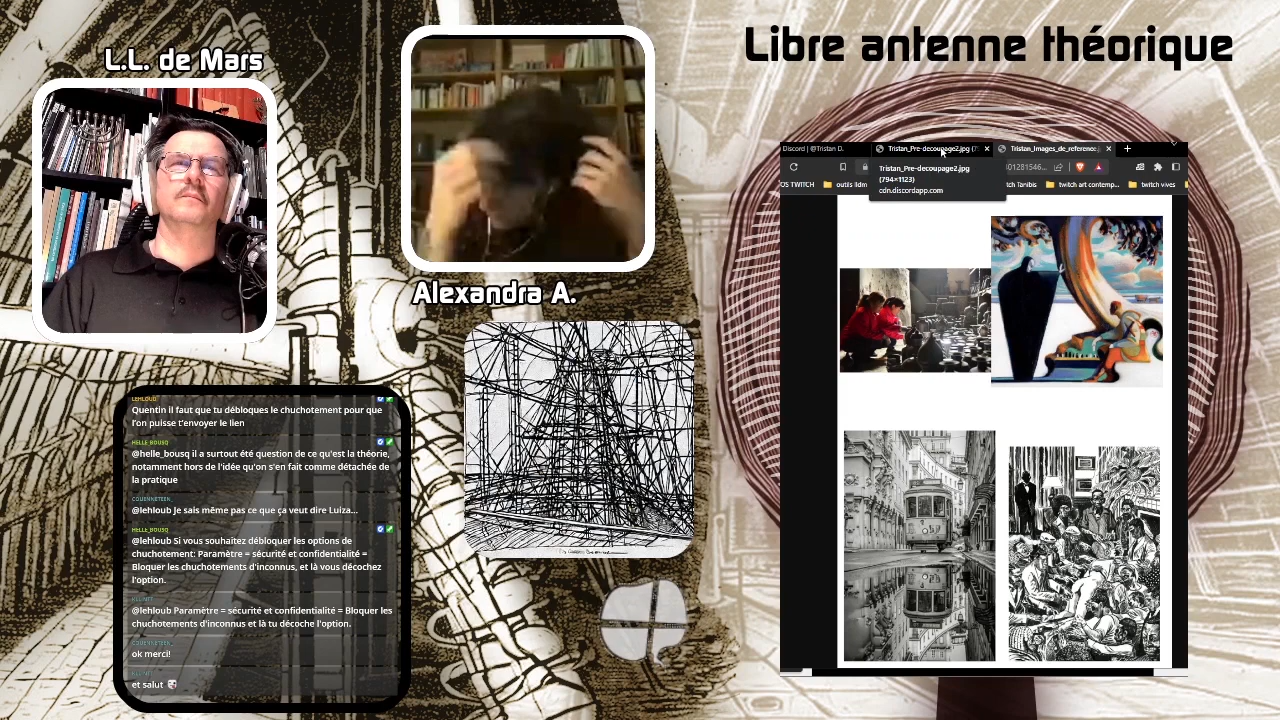 L.L. de Mars
Alexandra A.
Libre antenne théorique
LEHLOUB
Quentin il faut que tu débloques le chuchotement pour que
l'on puisse t'envoyer le lien
HELLE_BOUSQ
@helle_bousq il a surtout été question de ce qu'est la théorie,
notamment hors de l'idée qu'on s'en fait comme détachée de
la pratique
@lehloub Je sais même pas ce que ça veut dire Luiza...
HELLE_BOUSQ
@lehloub Si vous souhaitez débloquer les options de
chuchotement: Paramètre = sécurité et confidentialité =
Bloquer les chuchotements d'inconnus, et là vous décochez
l'option.
@lehloub Paramètre = sécurité et confidentialité = Bloquer les
chuchotements d'inconnus et là tu décoche l'option.
ok merci!
et salut
Discord | @Tristan D.
Tristan_Pre-decoupage2.jpg (7
Tristan_Images_de_reference.j
Tristan_Pre-decoupage2.jpg
(794×1123)
cdn.discordapp.com
01281546...
OS TWITCH
outils lldm
tch Tanibis
twitch art contemp...
twitch vives